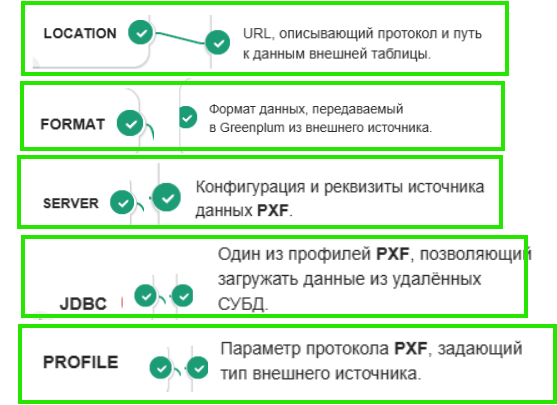 LOCATION
URL, описывающий протокол и путь
к данным внешней таблицы.
FORMAT
Формат данных, передаваемый
в Greenplum из внешнего источника.
SERVER
Конфигурация и реквизиты источника
данных PXF.
JDBC
Один из профилей PXF, позволяющий
загружать данные из удалённых
СУБД.
PROFILE
Параметр протокола PXF, задающий
тип внешнего источника.